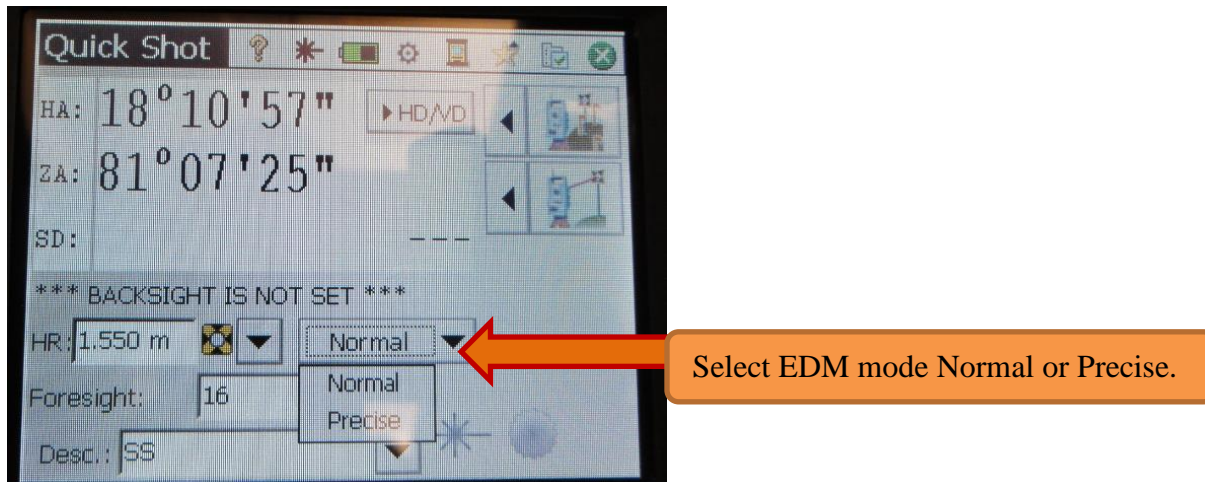 Quick Shot
HA: 18°10'57" HD/VD
ZA: 81°07'25"
SD: ---
*** BACKSIGHT IS NOT SET ***
HR: 1.550 m Normal
Normal
Foresight: 16
Precise
Desc.: SS
Select EDM mode Normal or Precise.